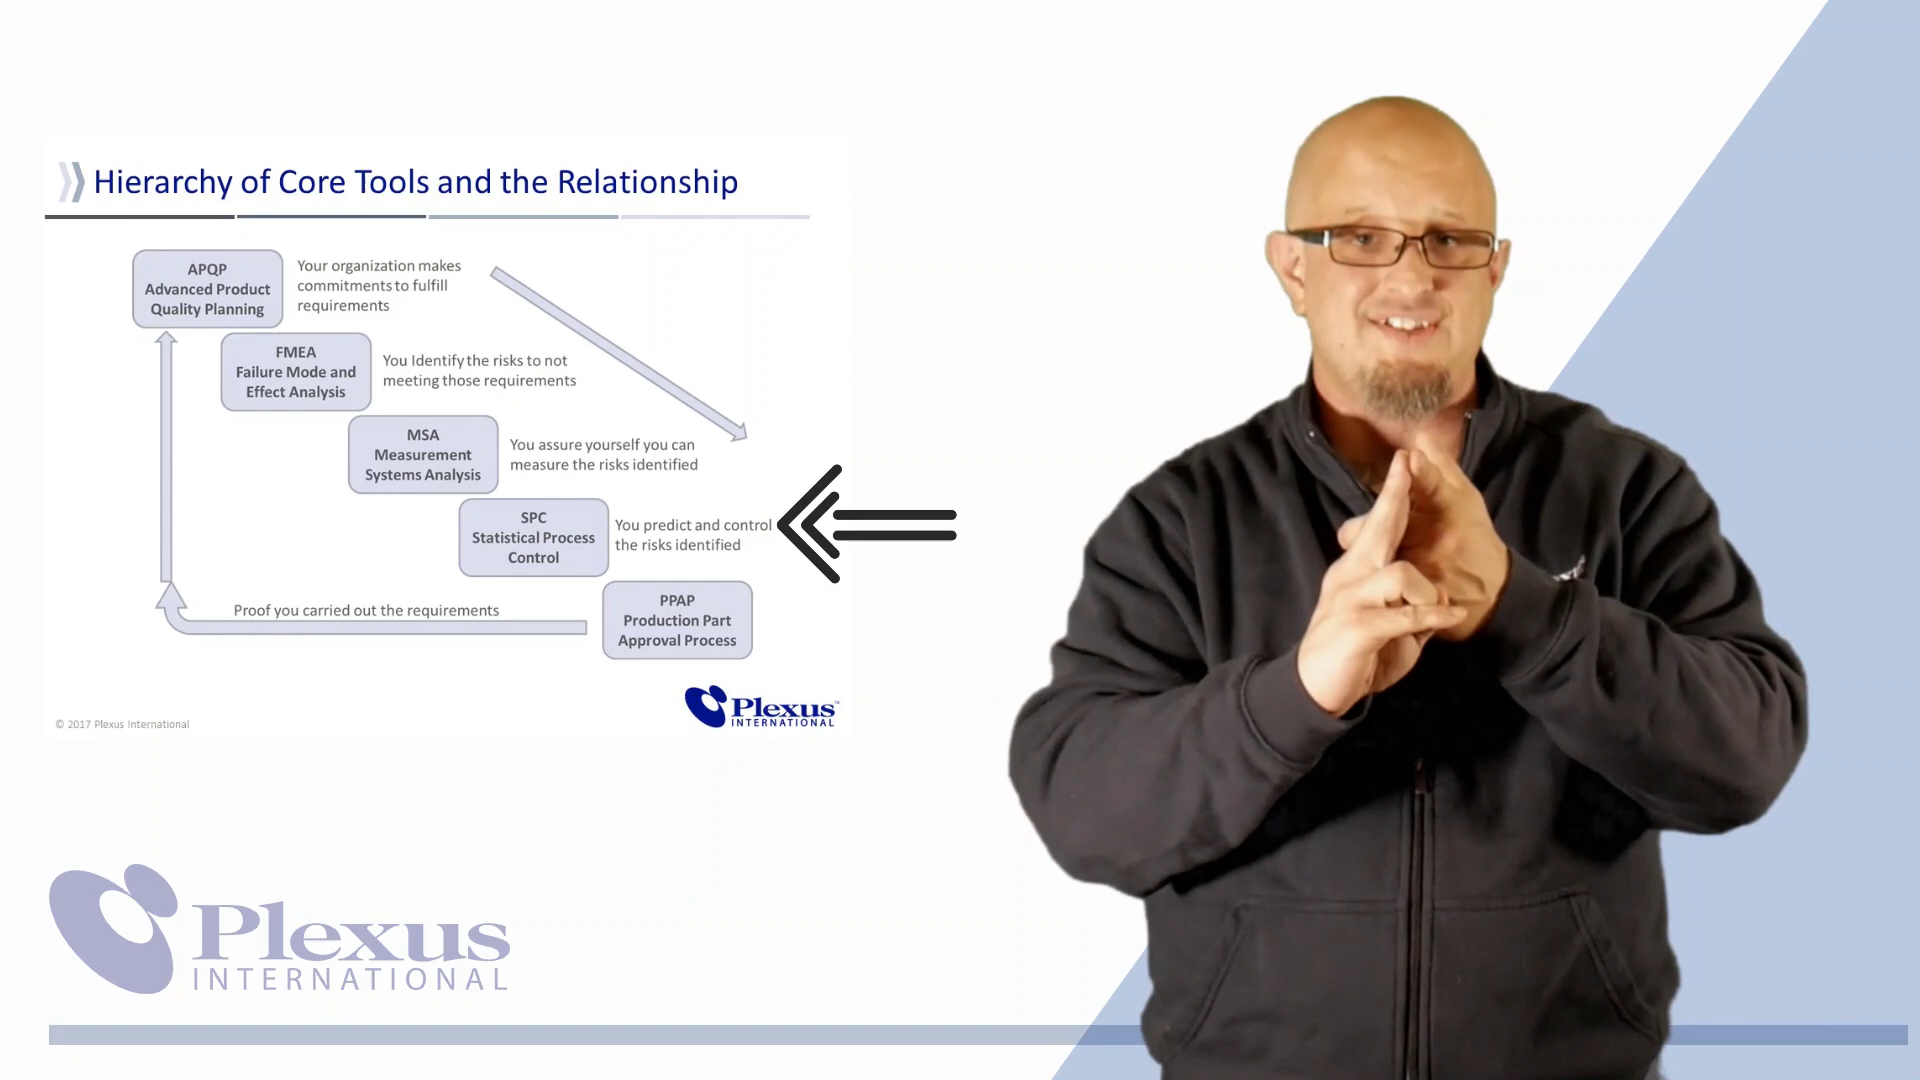 Hierarchy of Core Tools and the Relationship
APQP
Advanced Product
Quality Planning
Your organization makes
commitments to fulfill
requirements
FMEA
Failure Mode and
Effect Analysis
You Identify the risks to not
meeting those requirements
MSA
Measurement
Systems Analysis
You assure yourself you can
measure the risks identified
SPC
Statistical Process
Control
You predict and control
the risks identified
PPAP
Production Part
Approval Process
Proof you carried out the requirements
© 2017 Plexus International
Plexus™
INTERNATIONAL
Plexus
INTERNATIONAL